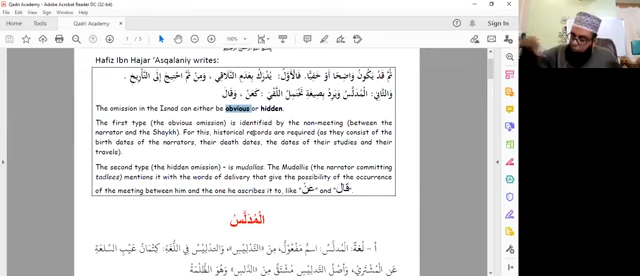 Qadri Academy - Adobe Acrobat Reader DC (32-bit)
File Edit View Sign Window Help
Home Tools Qadri Academy
Sign In
Hafiz Ibn Hajar 'Asqalaniy writes:
ثُمَّ قَدْ يَكُونُ وَاضِحًا أَوْ خَفِيًّا. فَالْأَوَّلُ: يُدْرَكُ بِعَدَمِ التَّلَاقِي، وَمِنْ ثَمَّ احْتِيجَ إِلَى التَّأْرِيخِ.
وَالثَّانِي: الْمُدَلَّسُ وَيَرِدُ بِصِيغَةٍ تَحْتَمِلُ اللُّقِيَّ: كَعَنْ، وَقَالَ
The omission in the Isnad can either be obvious or hidden.
The first type (the obvious omission) is identified by the non-meeting (between the
narrator and the Shaykh). For this, historical records are required (as they consist of the
birth dates of the narrators, their death dates, the dates of their studies and their
travels).
The second type (the hidden omission) – is mudallas. The Mudallis (the narrator committing
tadlees) mentions it with the words of delivery that give the possibility of the occurrence
of the meeting between him and the one he ascribes it to, like "عَنْ" and "قَالَ"
الْمُدَلَّسُ
أ - لُغَةً: الْمُدَلَّسُ: اسْمُ مَفْعُولٍ، مِنَ «التَّدْلِيسِ»، وَالتَّدْلِيسُ فِي اللُّغَةِ: كِتْمَانُ عَيْبِ السِّلْعَةِ
عَنِ الْمُشْتَرِي، وَأَصْلُ التَّدْلِيسِ مُشْتَقٌّ مِنَ «الدَّلَسِ» وَهُوَ الظُّلْمَةُ